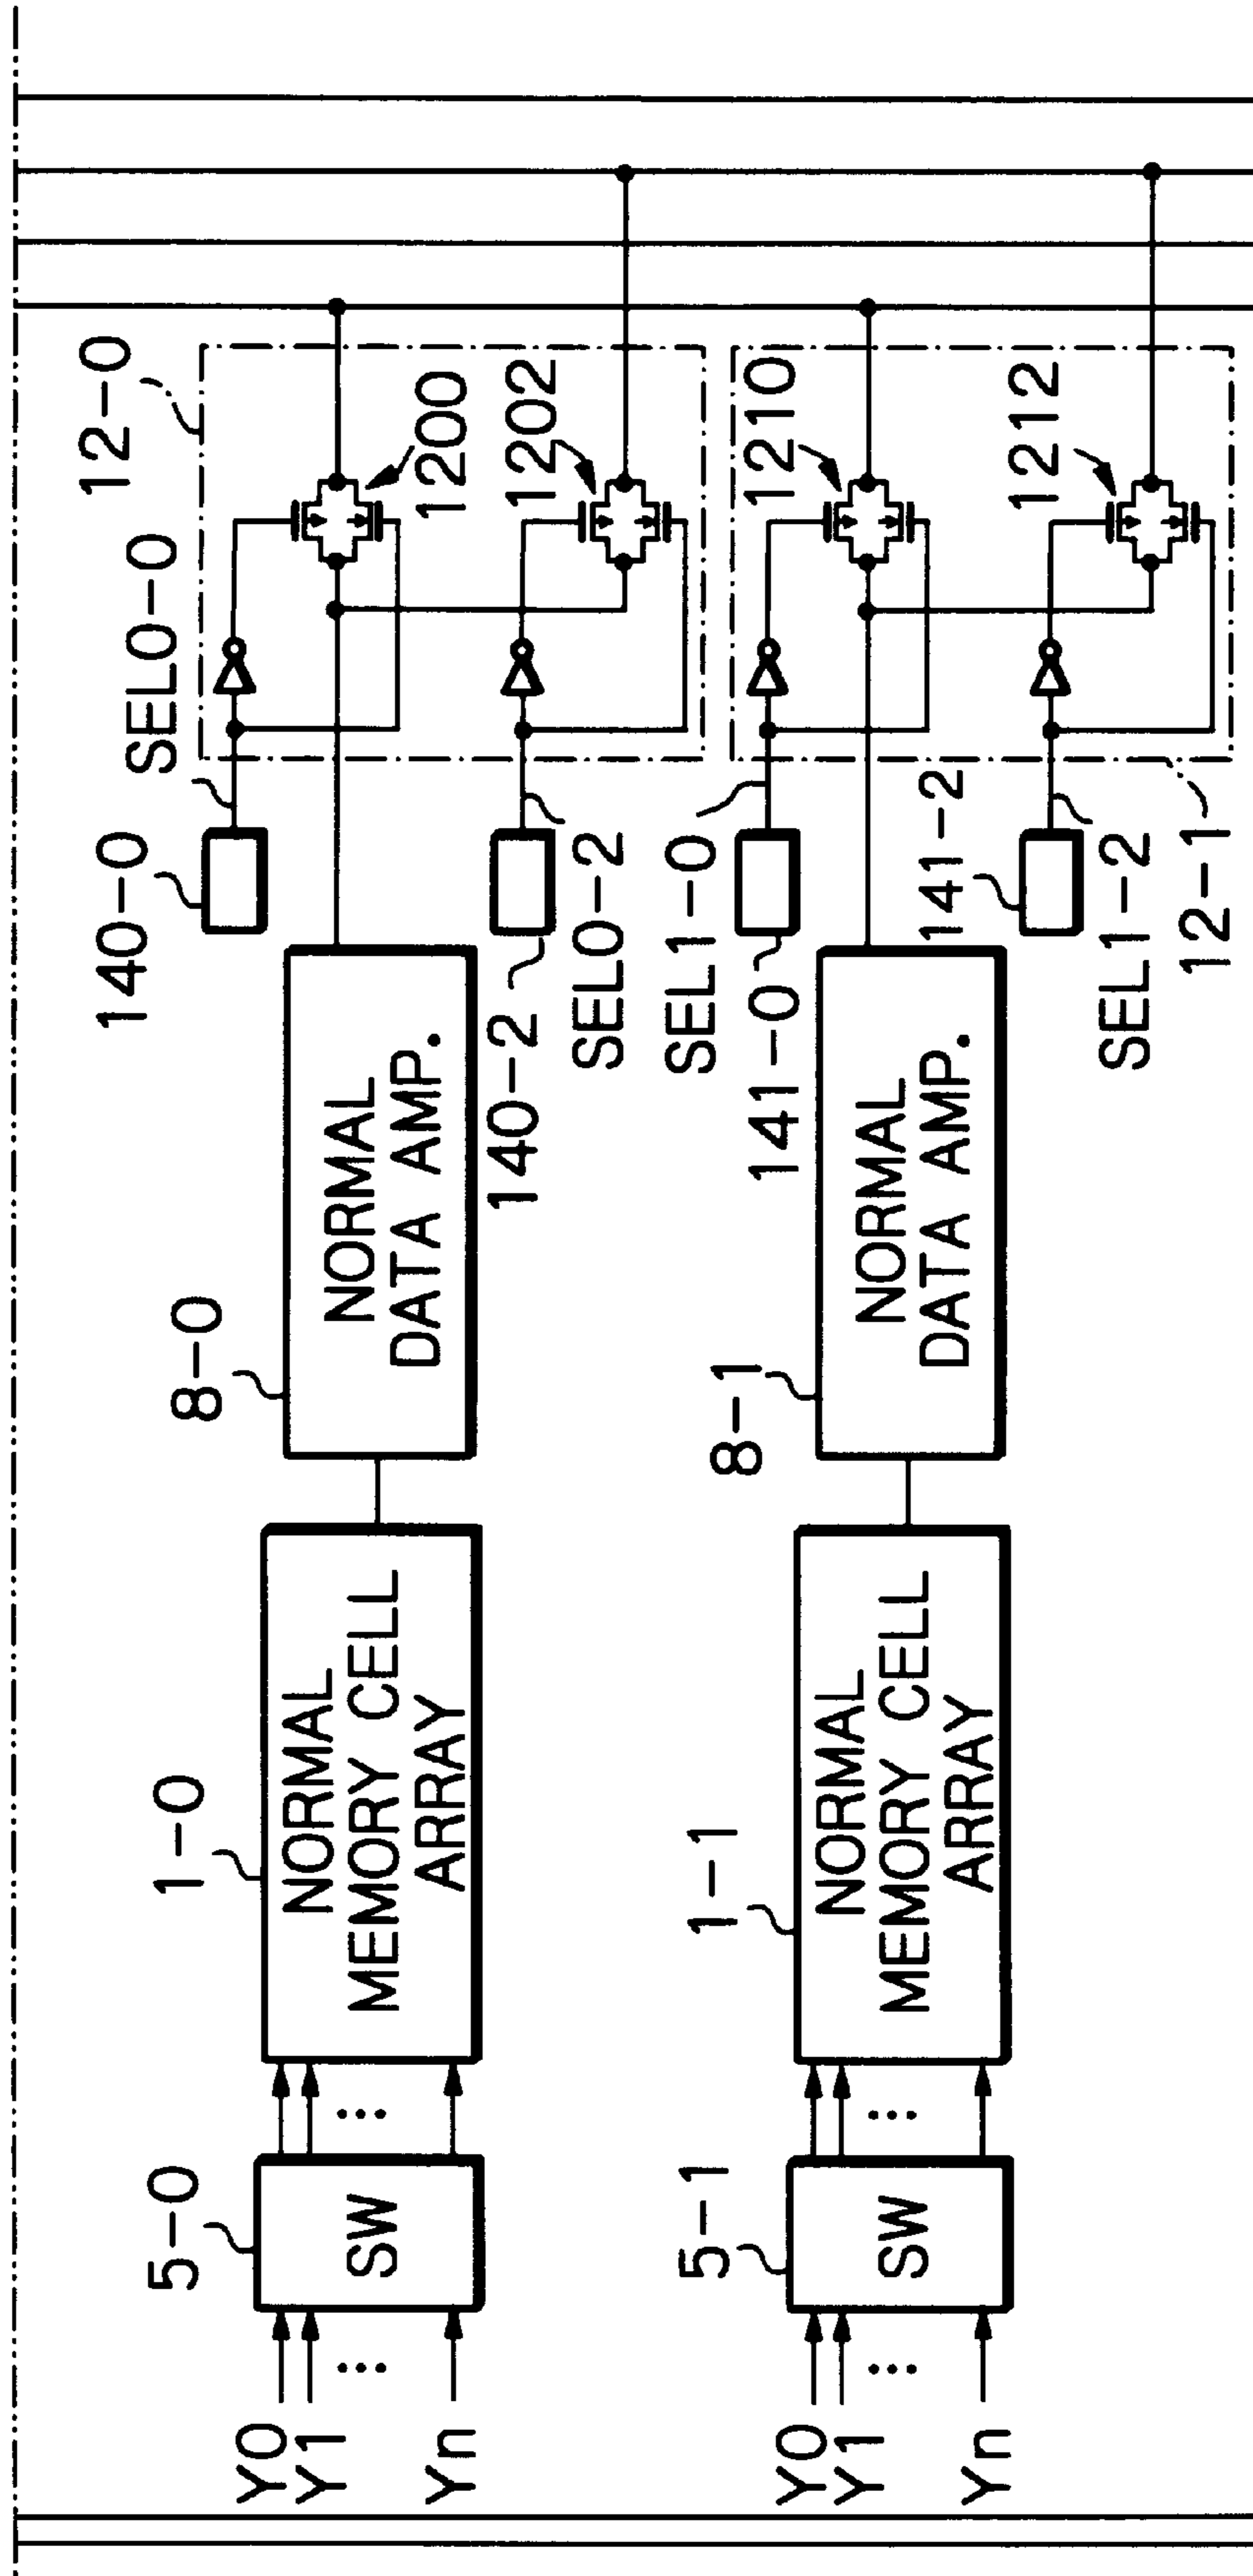 12-0
SEL0-0
140-0
1200
1202
8-0
NORMAL
DATA AMP.
140-2
SEL0-2
1-0
NORMAL
MEMORY CELL
ARRAY
5-0
SW
...
...
Y0
Y1
Yn
1210
1212
SEL1-0
141-0
141-2
SEL1-2
12-1
8-1
NORMAL
DATA AMP.
1-1
NORMAL
MEMORY CELL
ARRAY
5-1
SW
...
...
Y0
Y1
Yn